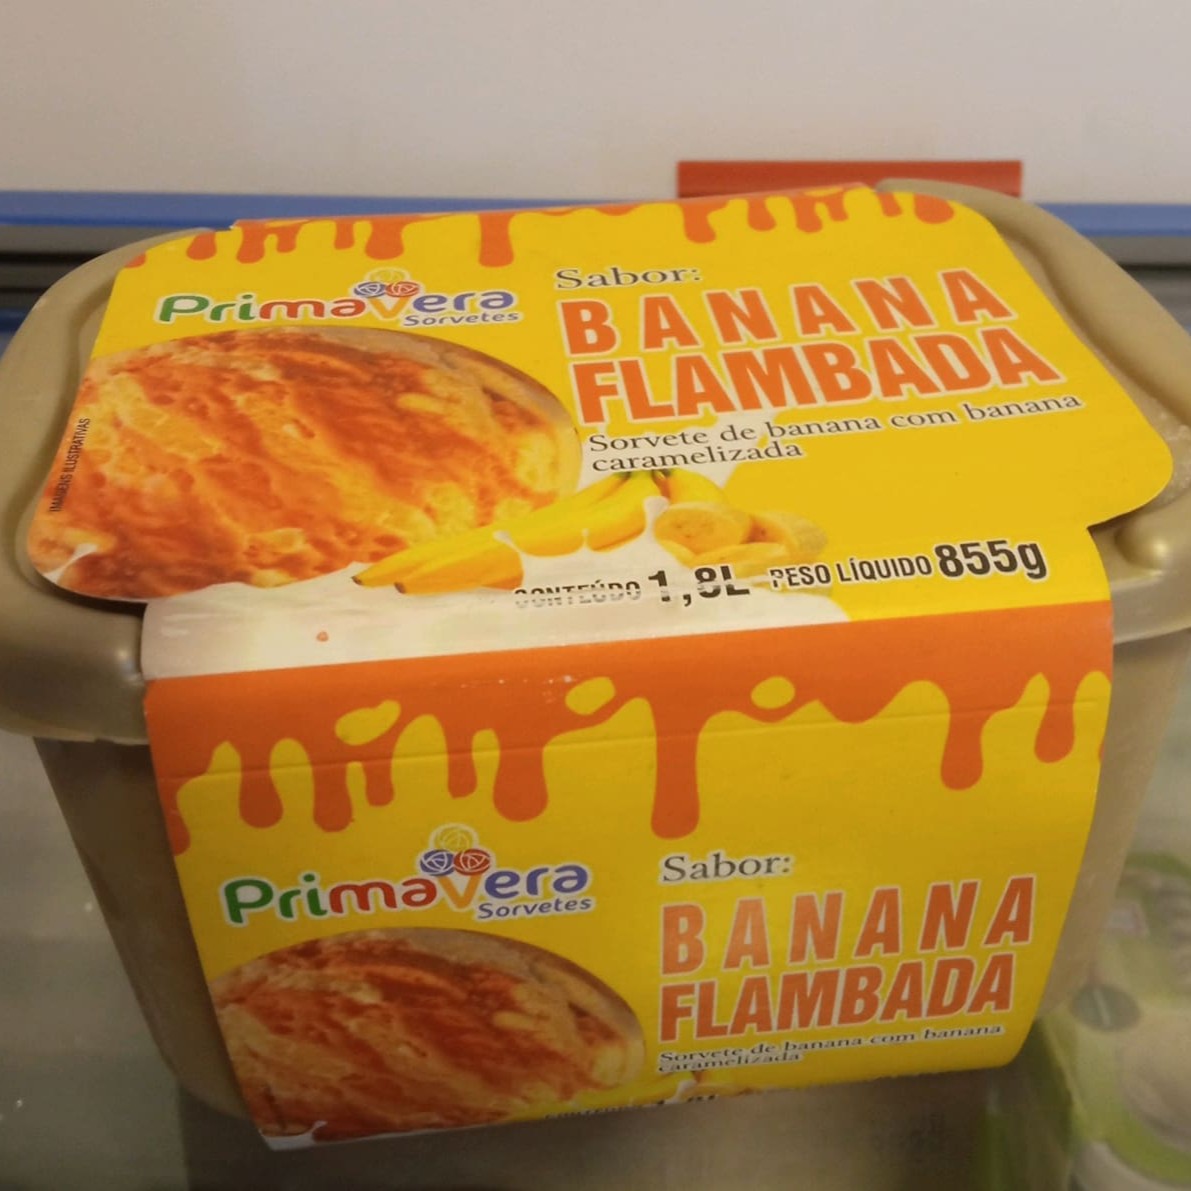 PrimaVera
Sorvetes
Sabor:
BANANA
FLAMBADA
Sorvete de banana com banana
caramelizada
IMAGENS ILUSTRATIVAS
CONTEÚDO 1,8L PESO LÍQUIDO 855g
PrimaVera
Sorvetes
Sabor:
BANANA
FLAMBADA
Sorvete de banana com banana
caramelizada